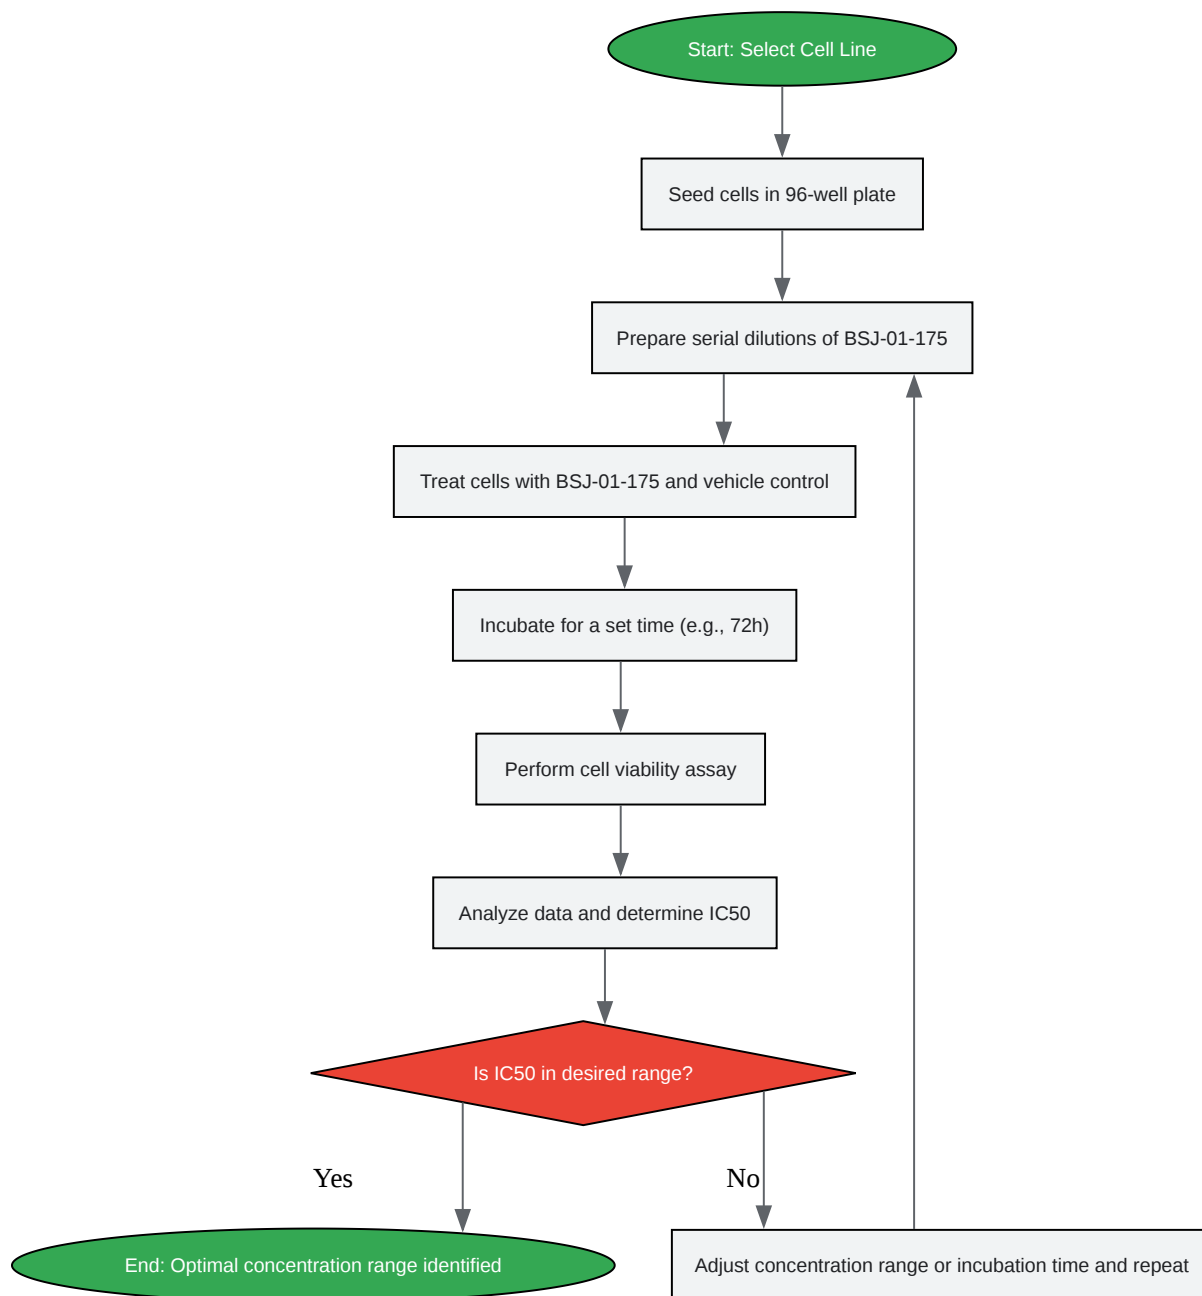 Start: Select Cell Line
Seed cells in 96-well plate
Prepare serial dilutions of BSJ-01-175
Treat cells with BSJ-01-175 and vehicle control
Incubate for a set time (e.g., 72h)
Perform cell viability assay
Analyze data and determine IC50
Is IC50 in desired range?
Yes
No
End: Optimal concentration range identified
Adjust concentration range or incubation time and repeat